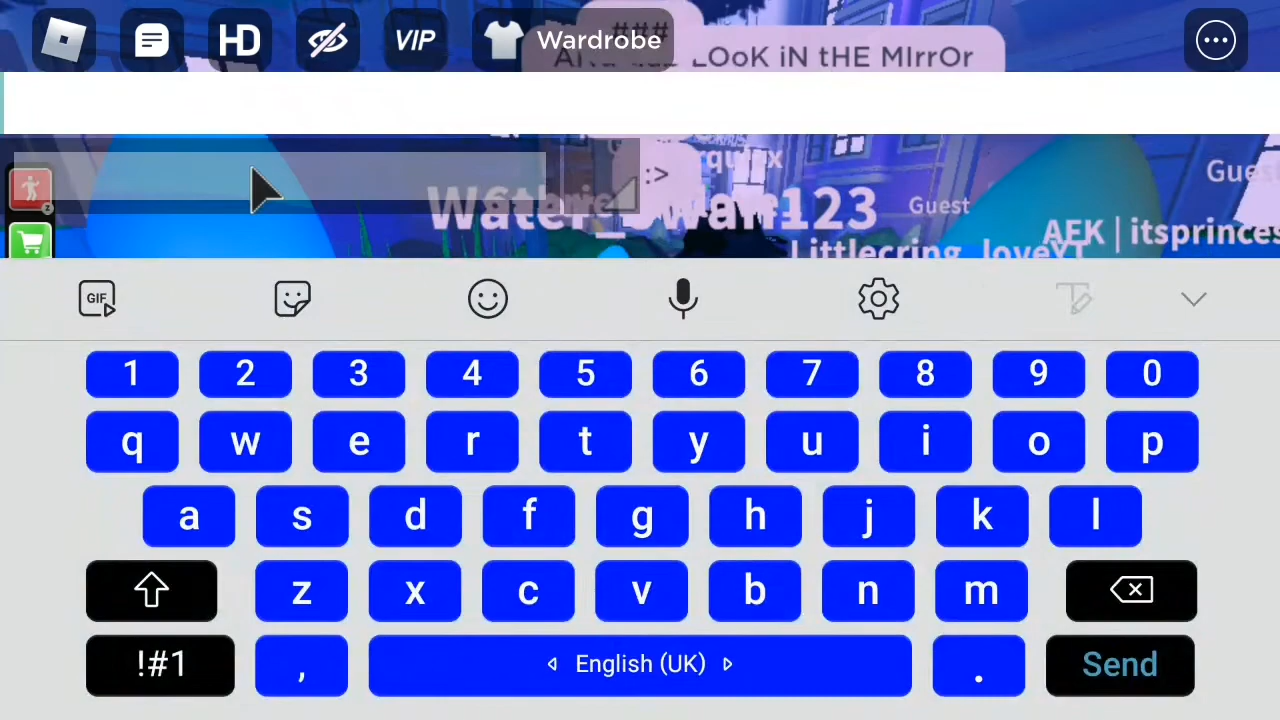 ###
HD
VIP
Wardrobe
LOoK iN tHE MIrrOr
:>
Guest
AFK | itsprinces
GIF
1 2 3 4 5 6 7 8 9 0
q w e r t y u i o p
a s d f g h j k l
z x c v b n m
!#1 , English (UK) . Send